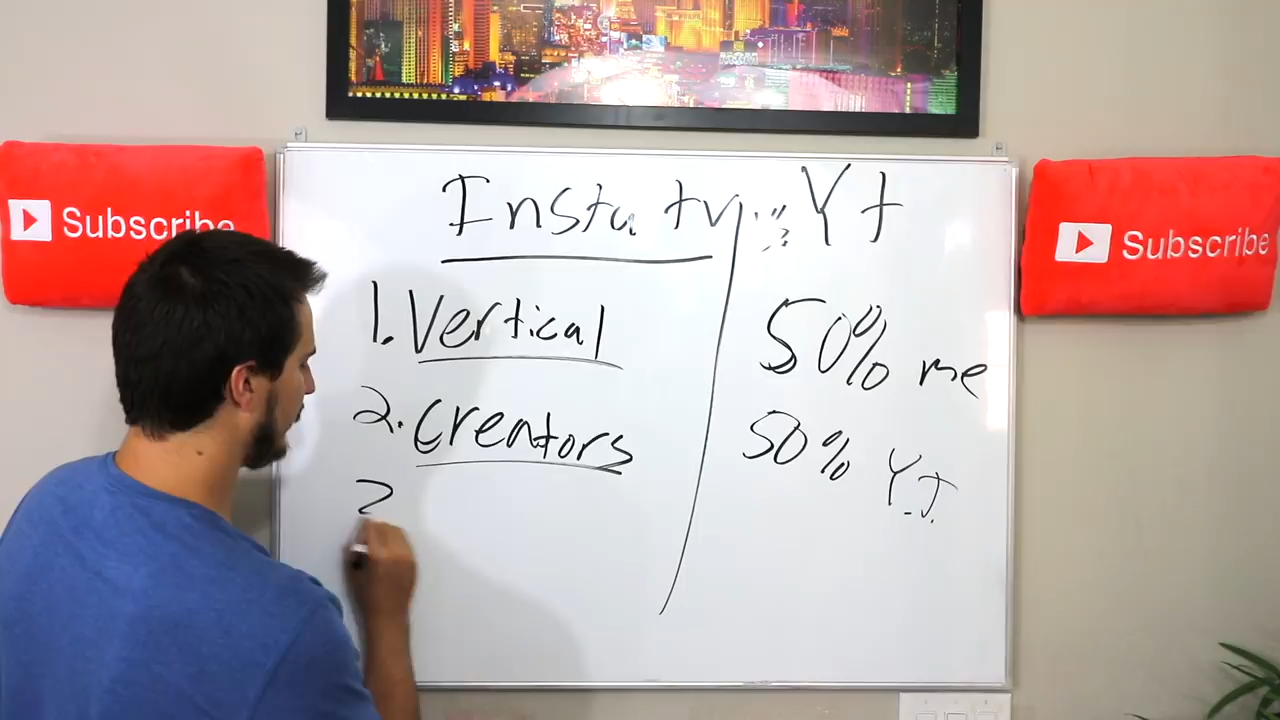 Subscribe
Insta tv
Yt
1. Vertical
2. Creators
50% me
50% Y.T.
Subscribe